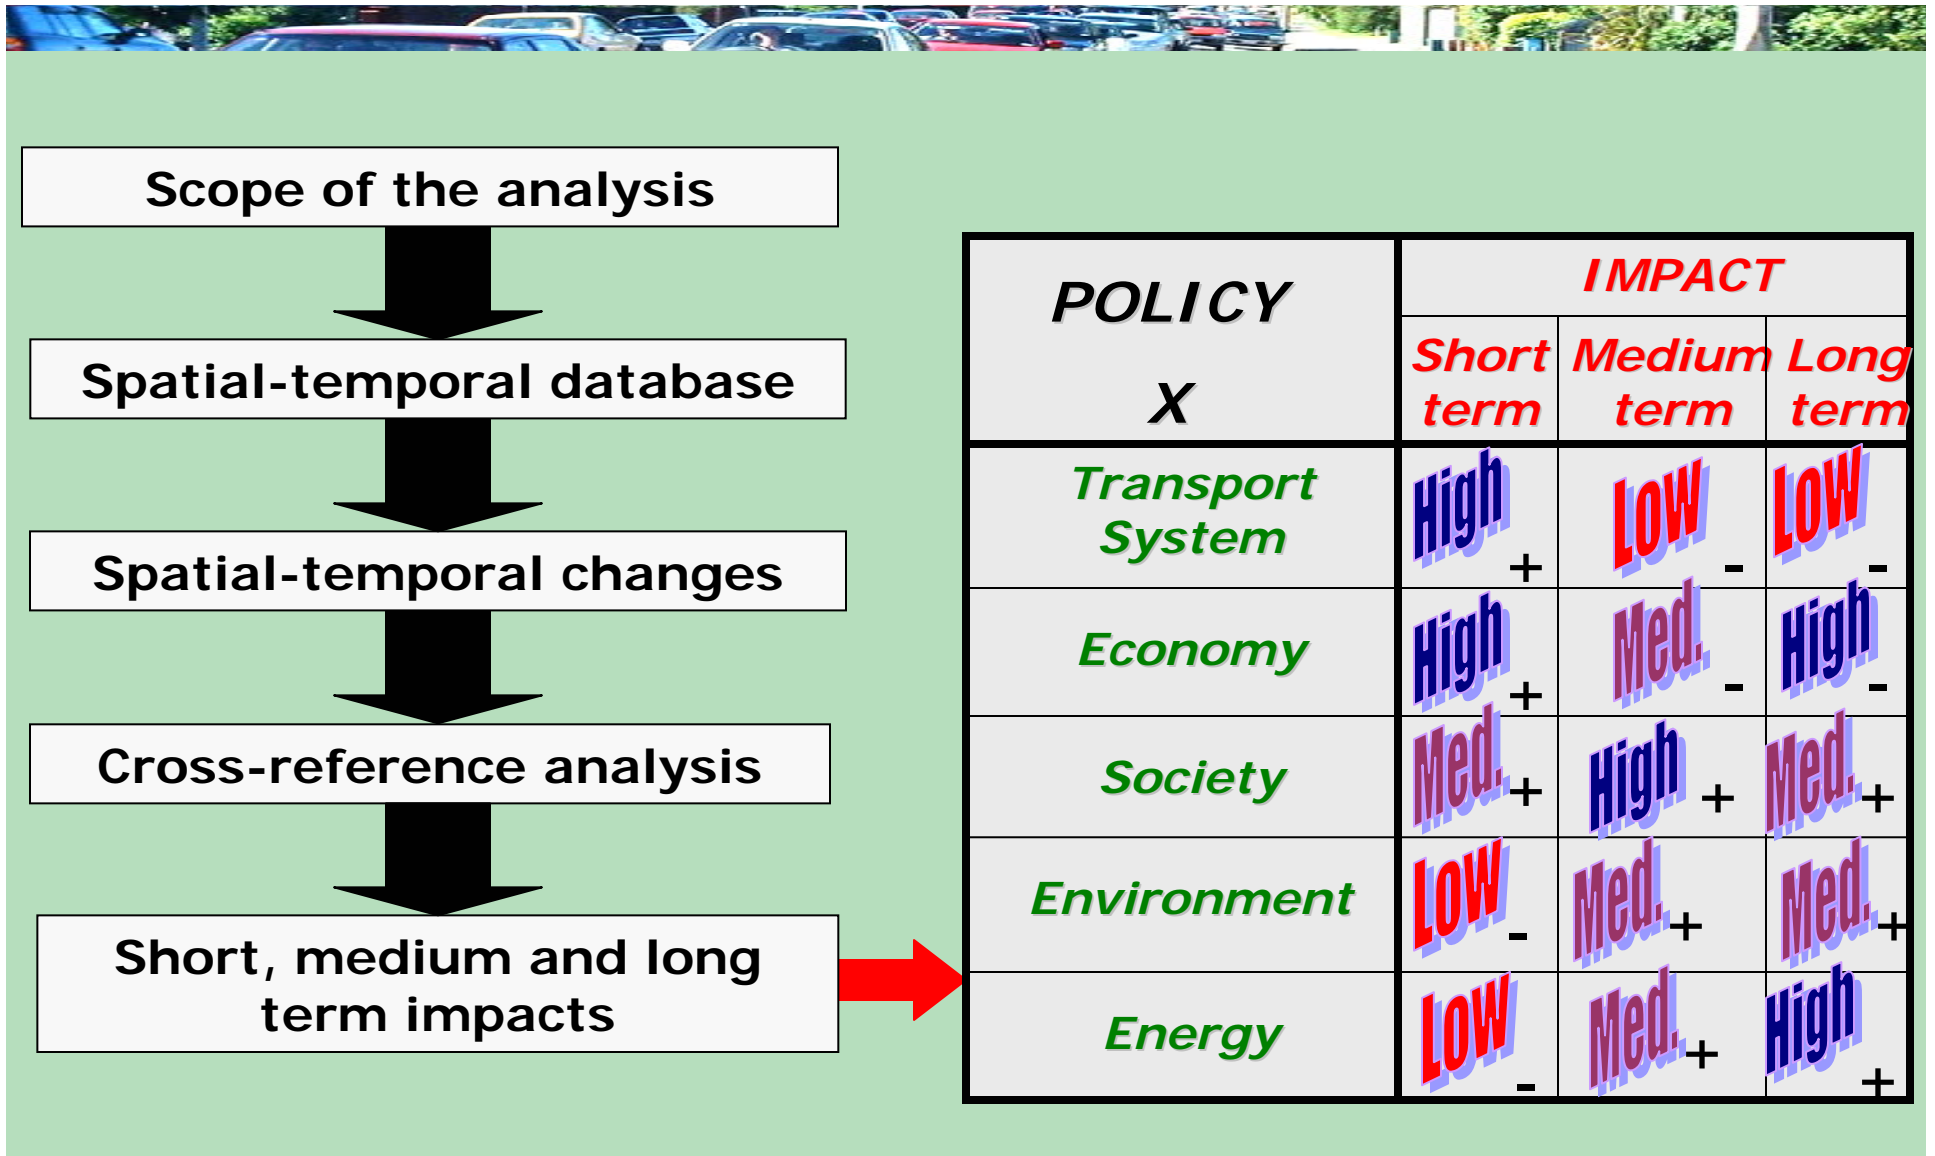 Scope of the analysis
Spatial-temporal database
Spatial-temporal changes
Cross-reference analysis
Short, medium and long
term impacts
POLICY
X
IMPACT
Short
term
Medium
term
Long
term
Transport
System
High +
Low -
Low -
Economy
High +
Med. -
High -
Society
Med. +
High +
Med. +
Environment
Low -
Med. +
Med. +
Energy
Low -
Med. +
High +